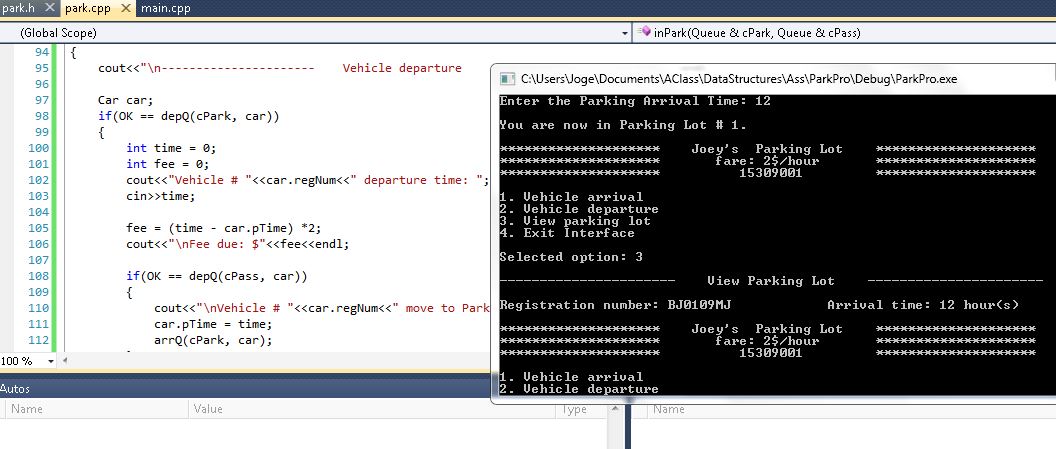 park.h × park.cpp × main.cpp
(Global Scope) inPark(Queue & cPark, Queue & cPass)
94 {
95 cout<<"\n---------------------- Vehicle departure
96
97 Car car;
98 if(OK == depQ(cPark, car))
99 {
100 int time = 0;
101 int fee = 0;
102 cout<<"Vehicle # "<<car.regNum<<" departure time: ";
103 cin>>time;
104
105 fee = (time - car.pTime) *2;
106 cout<<"\nFee due: $"<<fee<<endl;
107
108 if(OK == depQ(cPass, car))
109 {
110 cout<<"\nVehicle # "<<car.regNum<<" move to Park
111 car.pTime = time;
112 arrQ(cPark, car);
100 %
Autos
Name Value Type Name
C:\Users\Joge\Documents\AClass\DataStructures\Ass\ParkPro\Debug\ParkPro.exe
Enter the Parking Arrival Time: 12
You are now in Parking Lot # 1.
******************** Joey's Parking Lot ********************
******************** fare: 2$/hour ********************
******************** 15309001 ********************
1. Vehicle arrival
2. Vehicle departure
3. View parking lot
4. Exit Interface
Selected option: 3
---------------------- View Parking Lot ----------------------
Registration number: BJ0109MJ Arrival time: 12 hour(s)
******************** Joey's Parking Lot ********************
******************** fare: 2$/hour ********************
******************** 15309001 ********************
1. Vehicle arrival
2. Vehicle departure